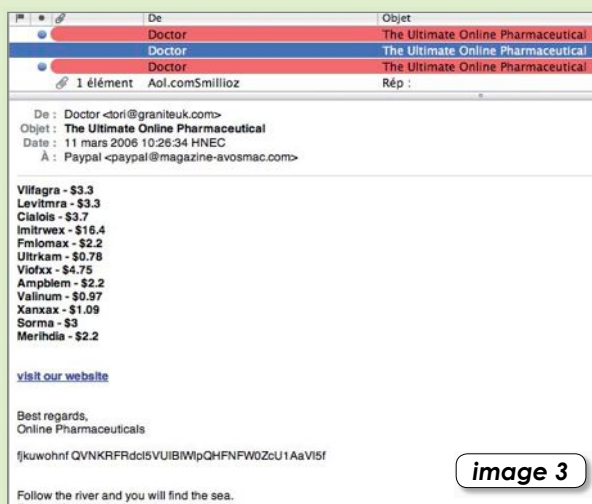 De Objet
Doctor The Ultimate Online Pharmaceutical
Doctor The Ultimate Online Pharmaceutical
Doctor The Ultimate Online Pharmaceutical
1 élément Aol.comSmillioz Rép :
De : Doctor <tori@graniteuk.com>
Objet : The Ultimate Online Pharmaceutical
Date : 11 mars 2006 10:26:34 HNEC
À : Paypal <paypal@magazine-avosmac.com>
Vlifagra - $3.3
Levitmra - $3.3
Cialois - $3.7
Imitrwex - $16.4
Fmlomax - $2.2
Ultrkam - $0.78
Viofxx - $4.75
Ampblem - $2.2
Valinum - $0.97
Xanxax - $1.09
Sorma - $3
Merihdia - $2.2
visit our website
Best regards,
Online Pharmaceuticals
Follow the river and you will find the sea.
image 3